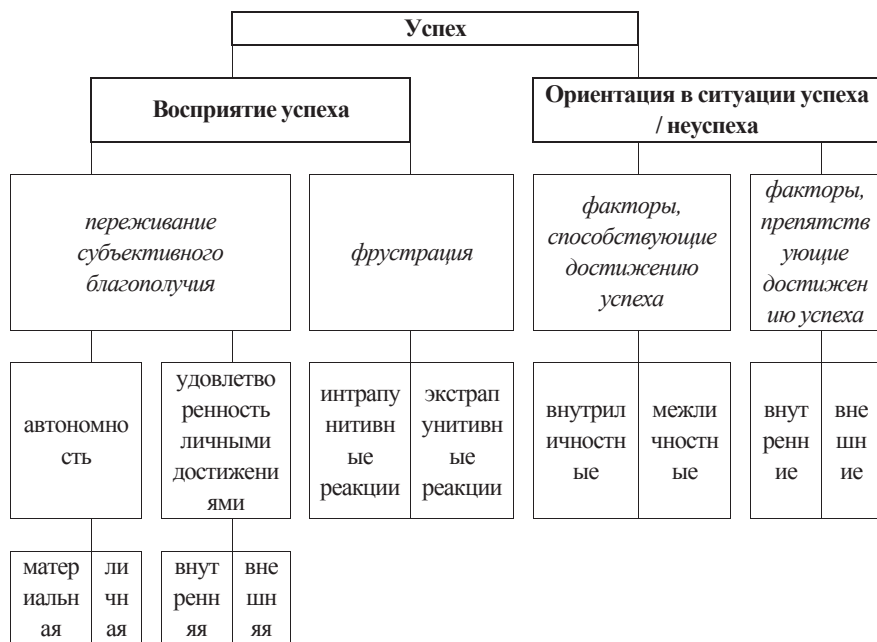 Успех
Восприятие успеха
Ориентация в ситуации успеха
/ неуспеха
переживание
субъективного
благополучия
фрустрация
факторы,
способствующие
достижению
успеха
факторы,
препятств
ующие
достижен
ию успеха
автономно
сть
удовлетво
ренность
личными
достижени
ями
интрапу
нитивн
ые
реакции
экстрап
унитивн
ые
реакции
внутрил
ичностн
ые
межли
чностн
ые
внут
ренн
ие
вне
шн
ие
матер
иальн
ая
ли
чн
ая
внут
ренн
яя
вне
шн
яя